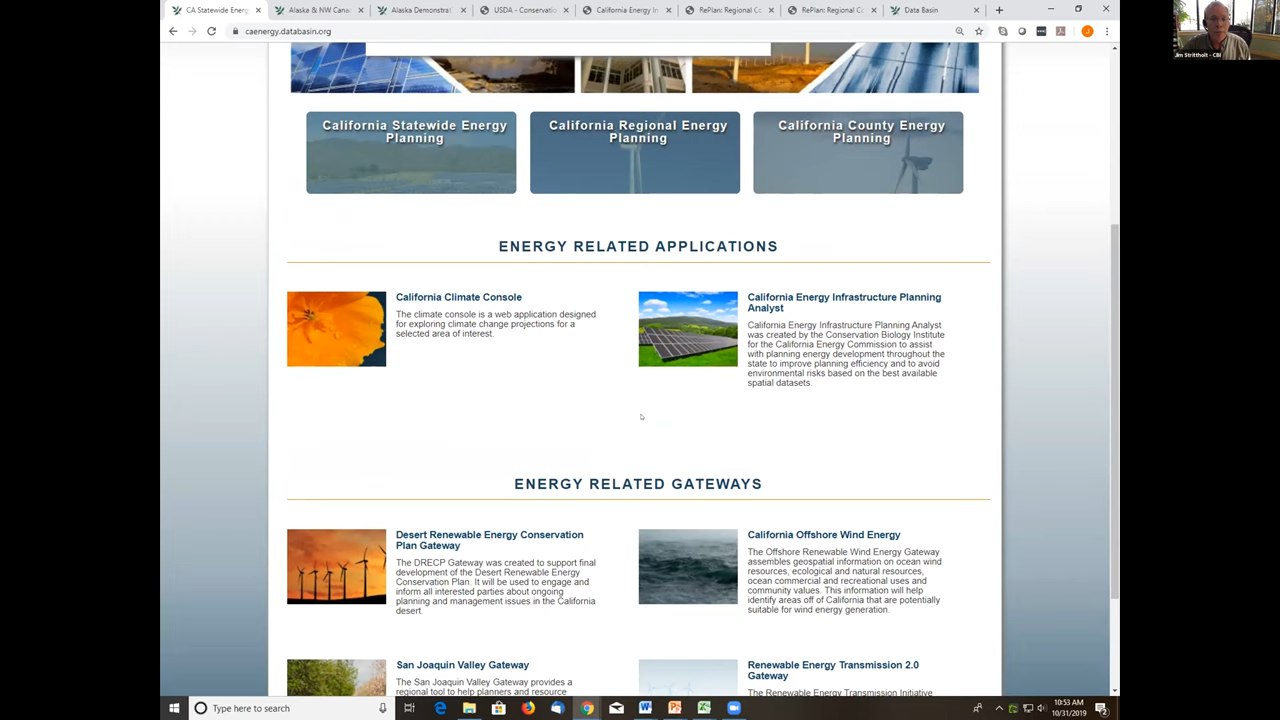 CA Statewide Energ
Alaska & NW Canad
Alaska Demonstrat
USDA - Conservatio
California Energy In
RePlan: Regional Co
RePlan: Regional Co
Data Basin
caenergy.databasin.org
Jim Strittholt - CBI
California Statewide Energy
Planning
California Regional Energy
Planning
California County Energy
Planning
ENERGY RELATED APPLICATIONS
California Climate Console
The climate console is a web application designed
for exploring climate change projections for a
selected area of interest.
California Energy Infrastructure Planning
Analyst
California Energy Infrastructure Planning Analyst
was created by the Conservation Biology Institute
for the California Energy Commission to assist
with planning energy development throughout the
state to improve planning efficiency and to avoid
environmental risks based on the best available
spatial datasets.
ENERGY RELATED GATEWAYS
Desert Renewable Energy Conservation
Plan Gateway
The DRECP Gateway was created to support final
development of the Desert Renewable Energy
Conservation Plan. It will be used to engage and
inform all interested parties about ongoing
planning and management issues in the California
desert.
California Offshore Wind Energy
The Offshore Renewable Wind Energy Gateway
assembles geospatial information on ocean wind
resources, ecological and natural resources,
ocean commercial and recreational uses and
community values. This information will help
identify areas off of California that are potentially
suitable for wind energy generation.
San Joaquin Valley Gateway
The San Joaquin Valley Gateway provides a
regional tool to help planners and resource
Renewable Energy Transmission 2.0
Gateway
The Renewable Energy Transmission Initiative
Type here to search
10:53 AM
10/31/2019